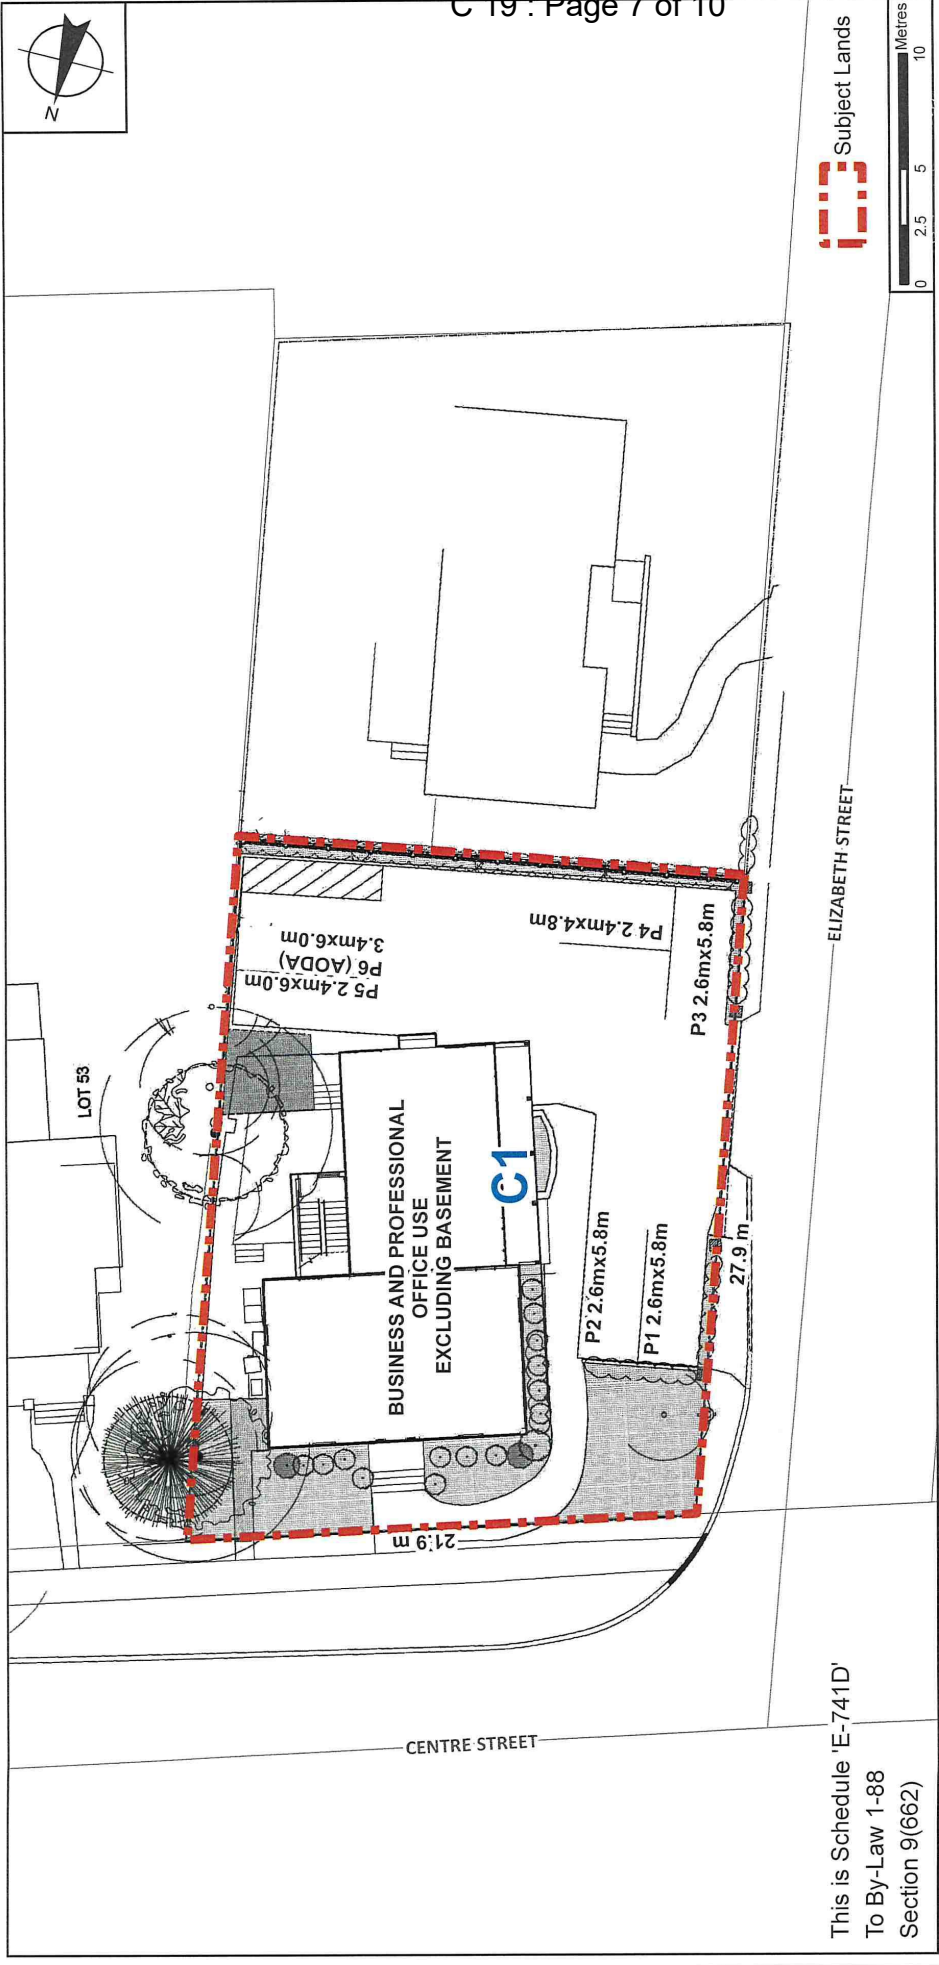 C 19 : Page 7 of 10
N
LOT 53
P5 2.4mx6.0m
P6 (AODA)
3.4mx6.0m
P4 2.4mx4.8m
P3 2.6mx5.8m
BUSINESS AND PROFESSIONAL
OFFICE USE
EXCLUDING BASEMENT
C1
P2 2.6mx5.8m
P1 2.6mx5.8m
27.9 m
21.9 m
ELIZABETH STREET
CENTRE STREET
This is Schedule 'E-741D'
To By-Law 1-88
Section 9(662)
Subject Lands
0 2.5 5 10
Metres